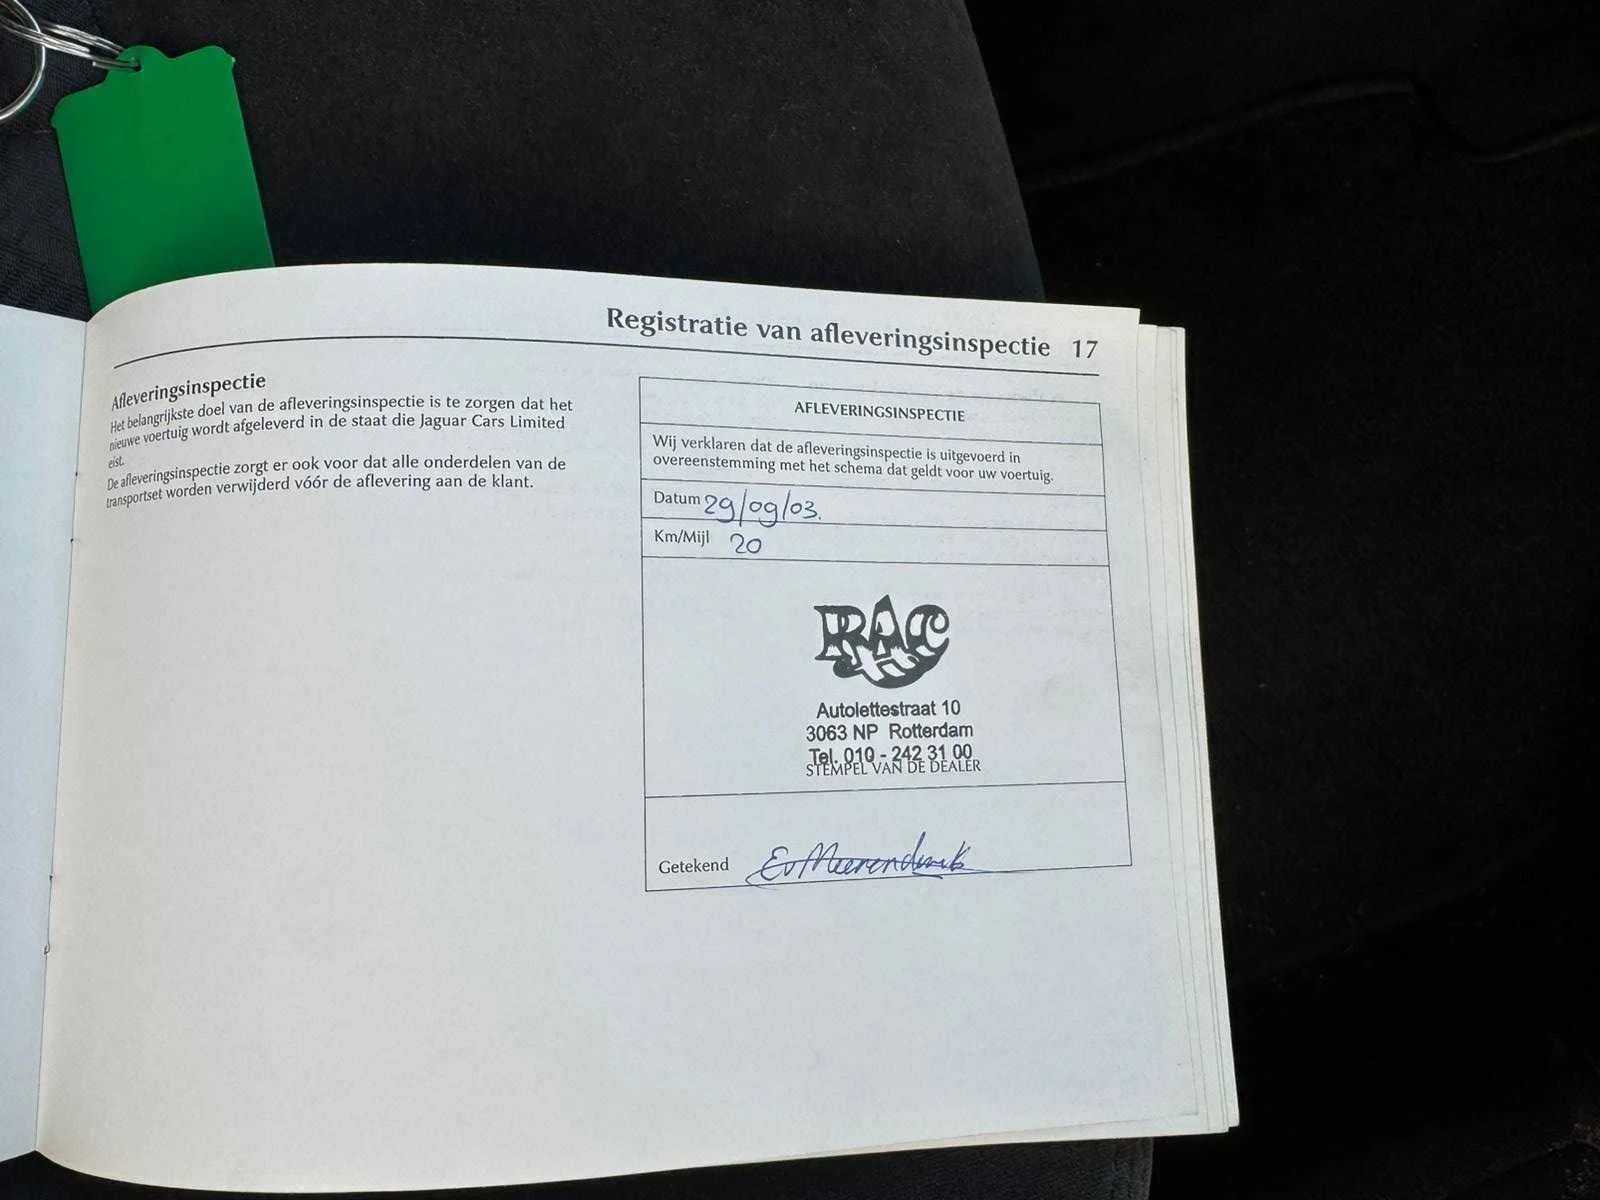 Registratie van afleveringsinspectie 17
Afleveringsinspectie
Het belangrijkste doel van de afleveringsinspectie is te zorgen dat het
nieuwe voertuig wordt afgeleverd in de staat die Jaguar Cars Limited
eist.
De afleveringsinspectie zorgt er ook voor dat alle onderdelen van de
transportset worden verwijderd vóór de aflevering aan de klant.
AFLEVERINGSINSPECTIE
Wij verklaren dat de afleveringsinspectie is uitgevoerd in
overeenstemming met het schema dat geldt voor uw voertuig.
Datum 29/09/03.
Km/Mijl 20
RAC
Autolettestraat 10
3063 NP Rotterdam
Tel. 010 - 242 31 00
STEMPEL VAN DE DEALER
Getekend